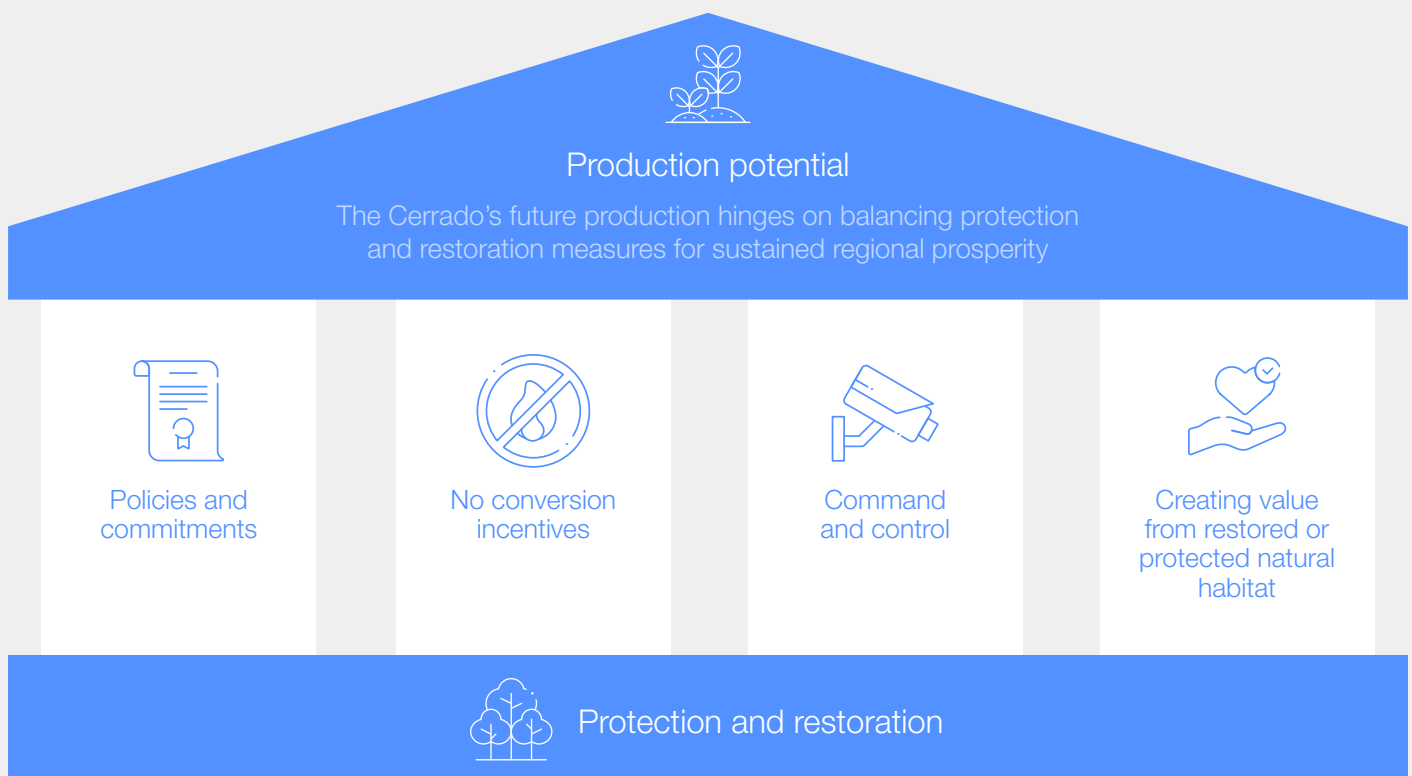 Production potential
The Cerrado’s future production hinges on balancing protection
and restoration measures for sustained regional prosperity
Policies and
commitments
No conversion
incentives
Command
and control
Creating value
from restored or
protected natural
habitat
Protection and restoration